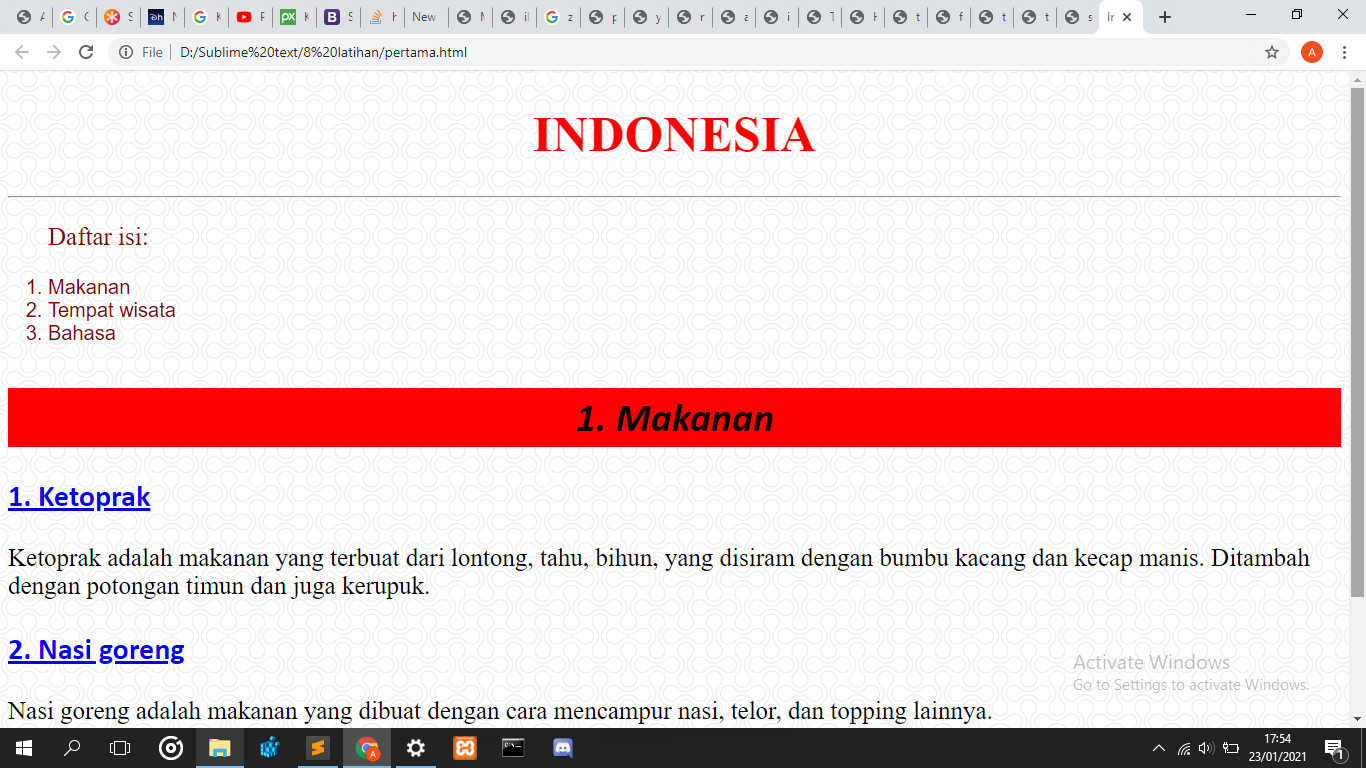 New
Ir
File
D:/Sublime%20text/8%20latihan/pertama.html
A
INDONESIA
Daftar isi:
1. Makanan
2. Tempat wisata
3. Bahasa
1. Makanan
1. Ketoprak
Ketoprak adalah makanan yang terbuat dari lontong, tahu, bihun, yang disiram dengan bumbu kacang dan kecap manis. Ditambah
dengan potongan timun dan juga kerupuk.
2. Nasi goreng
Nasi goreng adalah makanan yang dibuat dengan cara mencampur nasi, telor, dan topping lainnya.
Activate Windows
Go to Settings to activate Windows.
17:54
23/01/2021
1